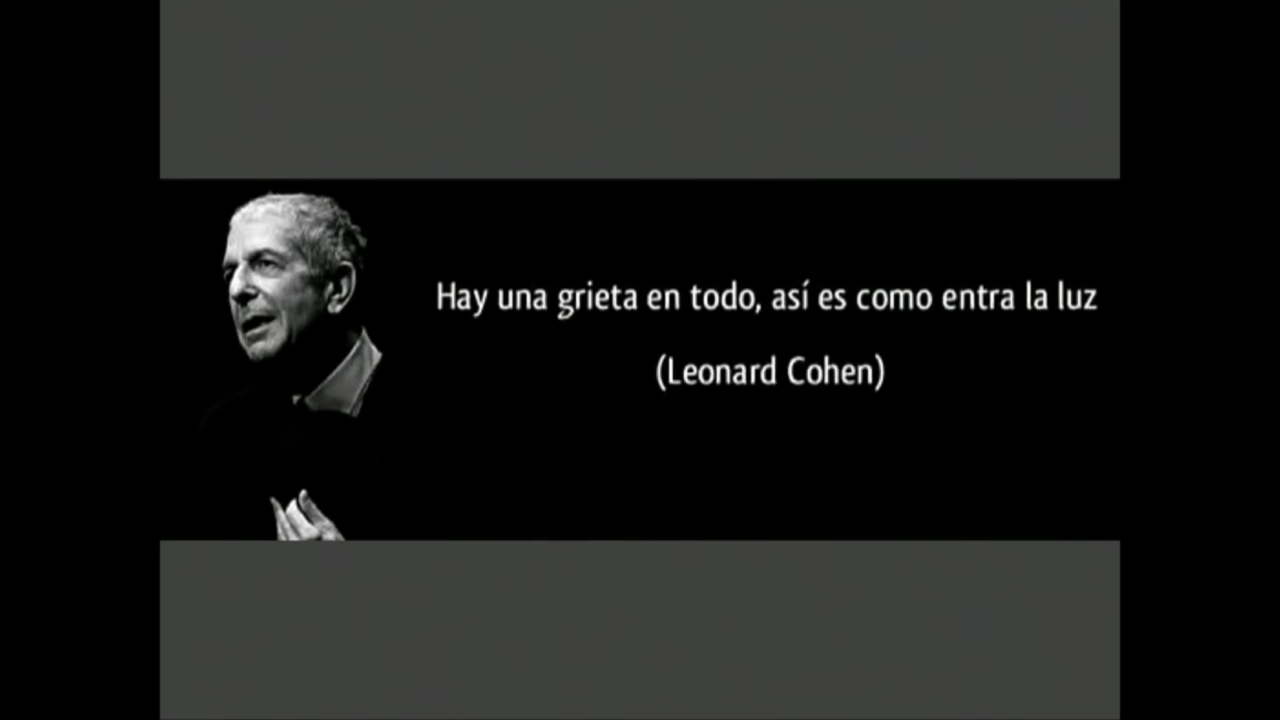 Hay una grieta en todo, así es como entra la luz
(Leonard Cohen)